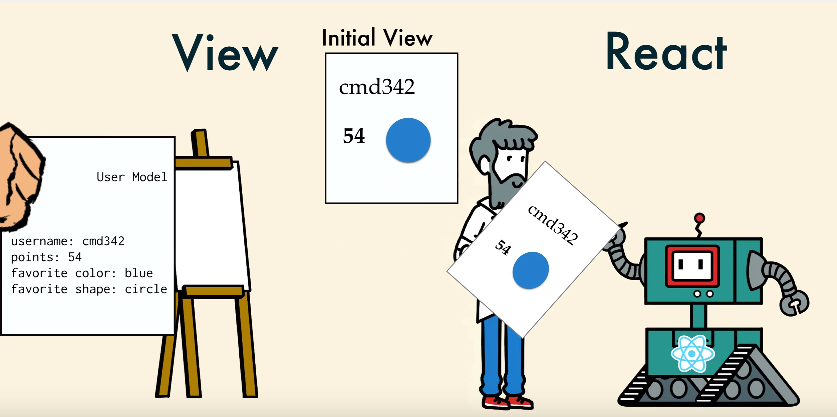 View
Initial View
React
cmd342
54
User Model
username: cmd342
points: 54
favorite color: blue
favorite shape: circle
cmd342
54